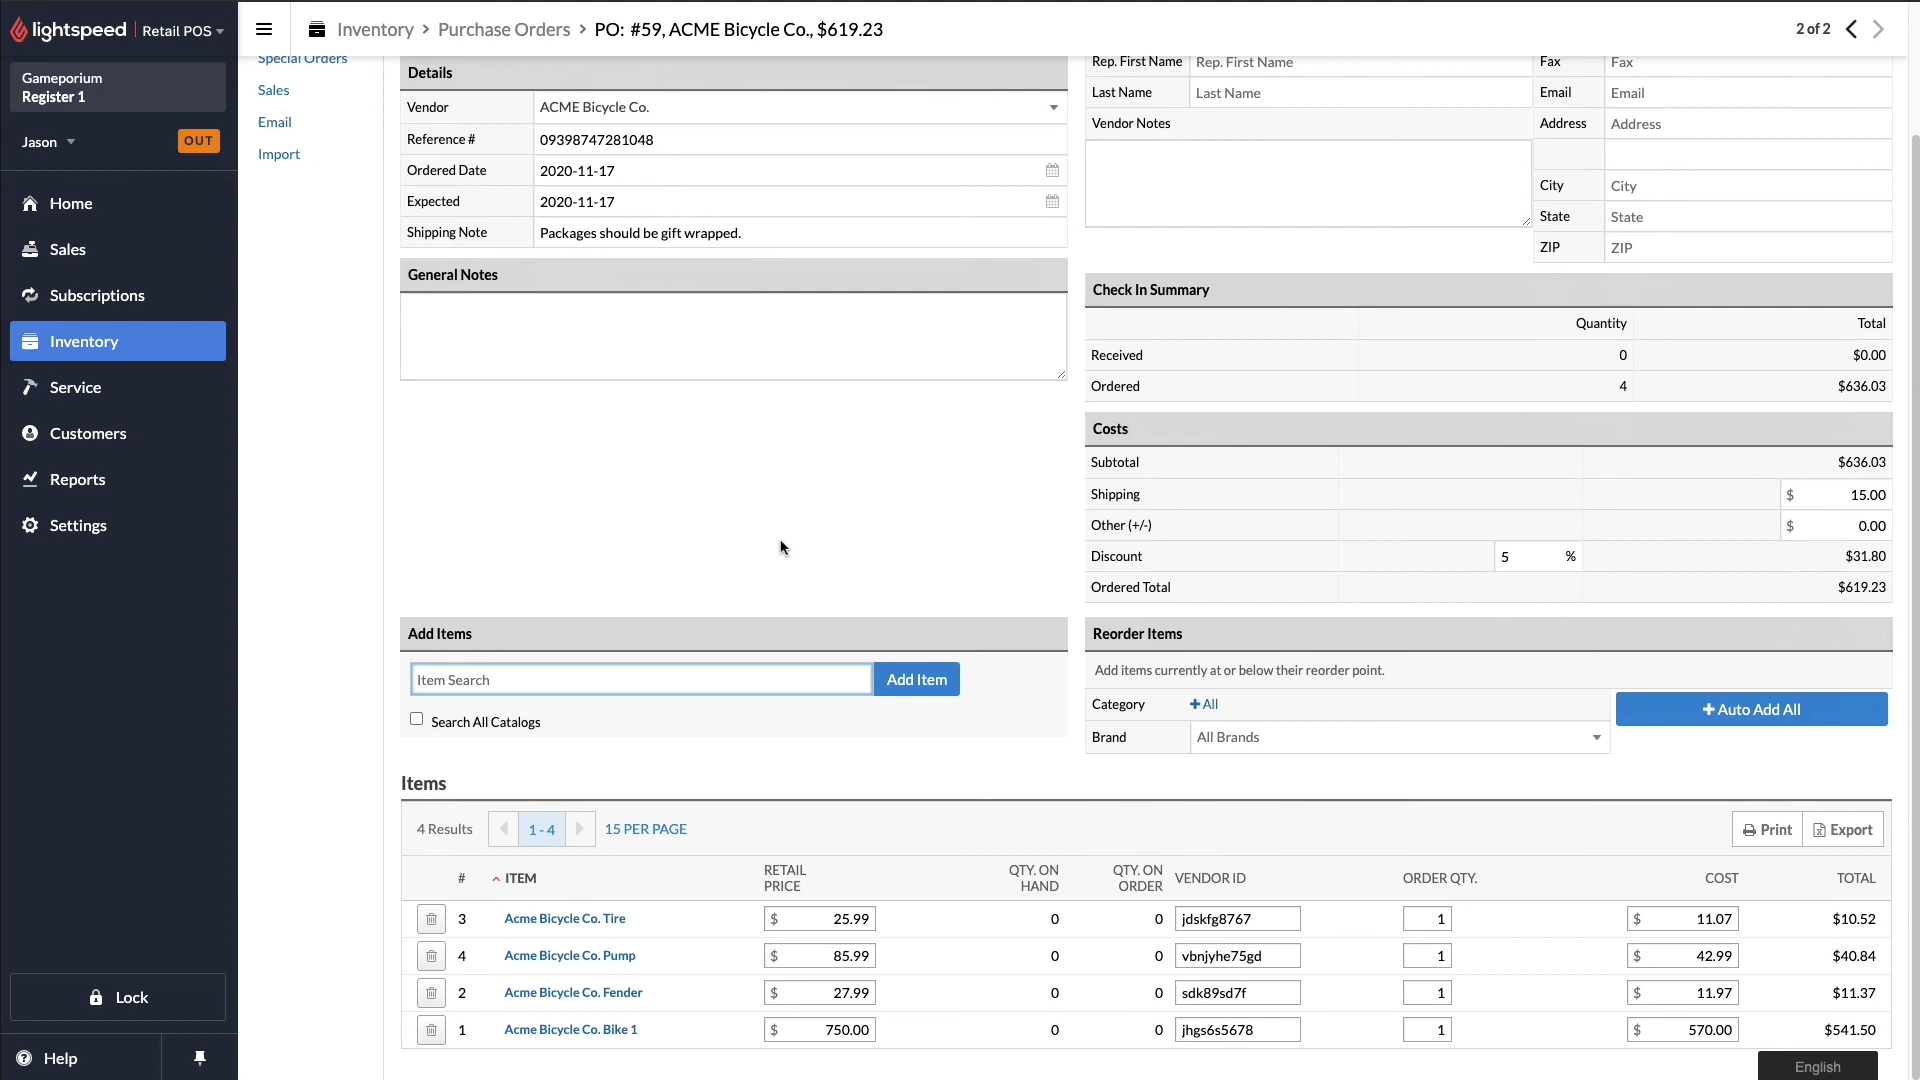 lightspeed Retail POS
Inventory > Purchase Orders > PO: #59, ACME Bicycle Co., $619.23
2 of 2
Gameporium
Register 1
Jason OUT
Home
Sales
Subscriptions
Inventory
Service
Customers
Reports
Settings
Lock
Help
Special Orders
Sales
Email
Import
Details
Vendor ACME Bicycle Co.
Reference # 09398747281048
Ordered Date 2020-11-17
Expected 2020-11-17
Shipping Note Packages should be gift wrapped.
General Notes
Rep. First Name Rep. First Name Fax Fax
Last Name Last Name Email Email
Vendor Notes Address Address
City City
State State
ZIP ZIP
Check In Summary
Quantity Total
Received 0 $0.00
Ordered 4 $636.03
Costs
Subtotal $636.03
Shipping $ 15.00
Other (+/-) $ 0.00
Discount 5 % $31.80
Ordered Total $619.23
Add Items
Item Search Add Item
Search All Catalogs
Reorder Items
Add items currently at or below their reorder point.
Category +All
+Auto Add All
Brand All Brands
Items
4 Results 1 - 4 15 PER PAGE Print Export
# ITEM RETAIL PRICE QTY. ON HAND QTY. ON ORDER VENDOR ID ORDER QTY. COST TOTAL
3 Acme Bicycle Co. Tire $ 25.99 0 0 jdskfg8767 1 $ 11.07 $10.52
4 Acme Bicycle Co. Pump $ 85.99 0 0 vbnjyhe75gd 1 $ 42.99 $40.84
2 Acme Bicycle Co. Fender $ 27.99 0 0 sdk89sd7f 1 $ 11.97 $11.37
1 Acme Bicycle Co. Bike 1 $ 750.00 0 0 jhgs6s5678 1 $ 570.00 $541.50
English